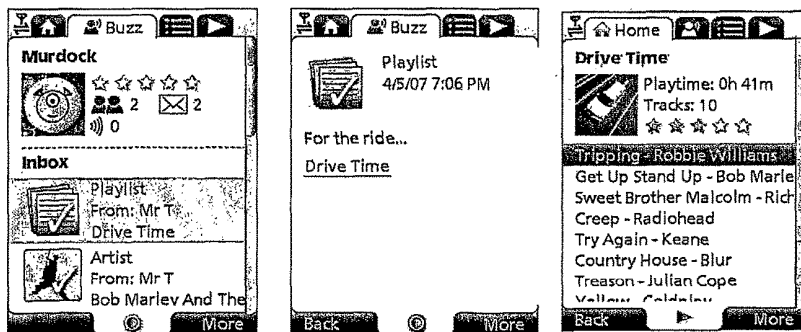 Buzz
Murdock
2
2
0
Inbox
Playlist
From: Mr T
Drive Time
Artist
From: Mr T
Bob Marley And The
More
Buzz
Playlist
4/5/07 7:06 PM
For the ride...
Drive Time
Back
More
Home
Drive Time
Playtime: 0h 41m
Tracks: 10
Tripping - Robbie Williams
Get Up Stand Up - Bob Marle
Sweet Brother Malcolm - Rich
Creep - Radiohead
Try Again - Keane
Country House - Blur
Treason - Julian Cope
Yellow - Coldplay
Back
More